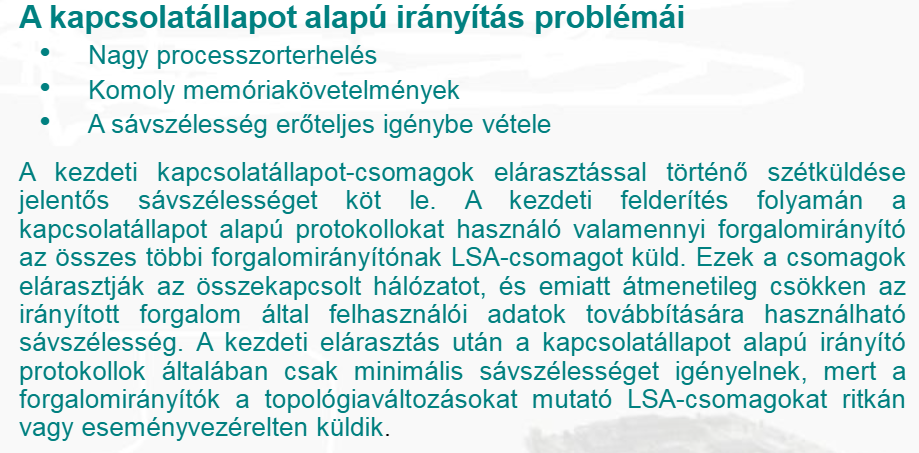 A kapcsolatállapot alapú irányítás problémái
• Nagy processzorterhelés
• Komoly memóriakövetelmények
• A sávszélesség erőteljes igénybe vétele
A kezdeti kapcsolatállapot-csomagok elárasztással történő szétküldése
jelentős sávszélességet köt le. A kezdeti felderítés folyamán a
kapcsolatállapot alapú protokollokat használó valamennyi forgalomirányító
az összes többi forgalomirányítónak LSA-csomagot küld. Ezek a csomagok
elárasztják az összekapcsolt hálózatot, és emiatt átmenetileg csökken az
irányított forgalom által felhasználói adatok továbbítására használható
sávszélesség. A kezdeti elárasztás után a kapcsolatállapot alapú irányító
protokollok általában csak minimális sávszélességet igényelnek, mert a
forgalomirányítók a topológiaváltozásokat mutató LSA-csomagokat ritkán
vagy eseményvezérelten küldik.